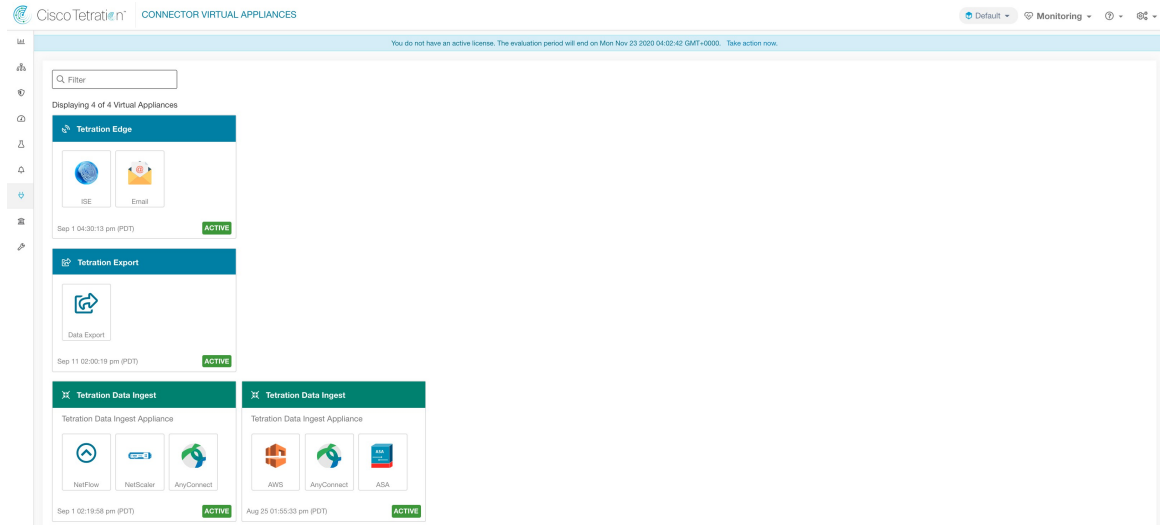 Cisco Tetration™ CONNECTOR VIRTUAL APPLIANCES Default Monitoring
You do not have an active license. The evaluation period will end on Mon Nov 23 2020 04:02:42 GMT+0000. Take action now.
Filter
Displaying 4 of 4 Virtual Appliances
Tetration Edge
ISE Email
Sep 1 04:30:13 pm (PDT) ACTIVE
Tetration Export
Data Export
Sep 11 02:00:19 pm (PDT) ACTIVE
Tetration Data Ingest
Tetration Data Ingest Appliance
NetFlow NetScaler AnyConnect
Sep 1 02:19:58 pm (PDT) ACTIVE
Tetration Data Ingest
Tetration Data Ingest Appliance
ASA
AWS AnyConnect ASA
Aug 25 01:55:33 pm (PDT) ACTIVE